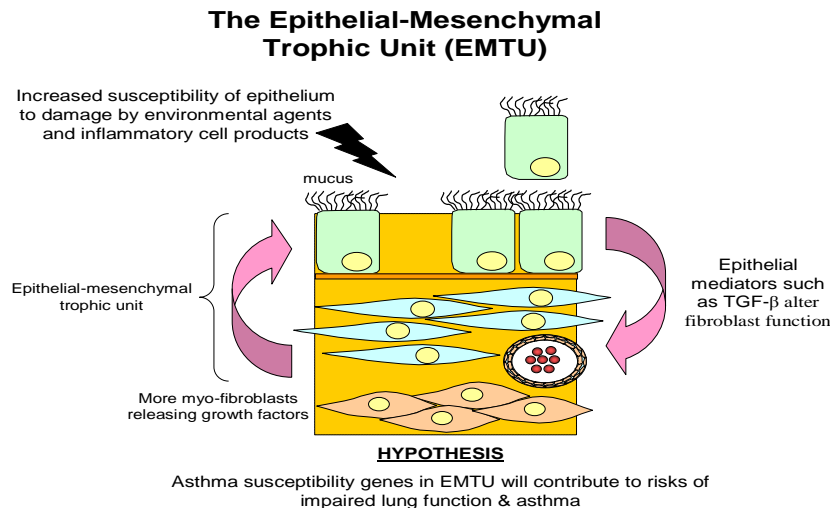 The Epithelial-Mesenchymal
Trophic Unit (EMTU)
Increased susceptibility of epithelium
to damage by environmental agents
and inflammatory cell products
mucus
Epithelial-mesenchymal
trophic unit
Epithelial
mediators such
as TGF-β alter
fibroblast function
More myo-fibroblasts
releasing growth factors
HYPOTHESIS
Asthma susceptibility genes in EMTU will contribute to risks of
impaired lung function & asthma